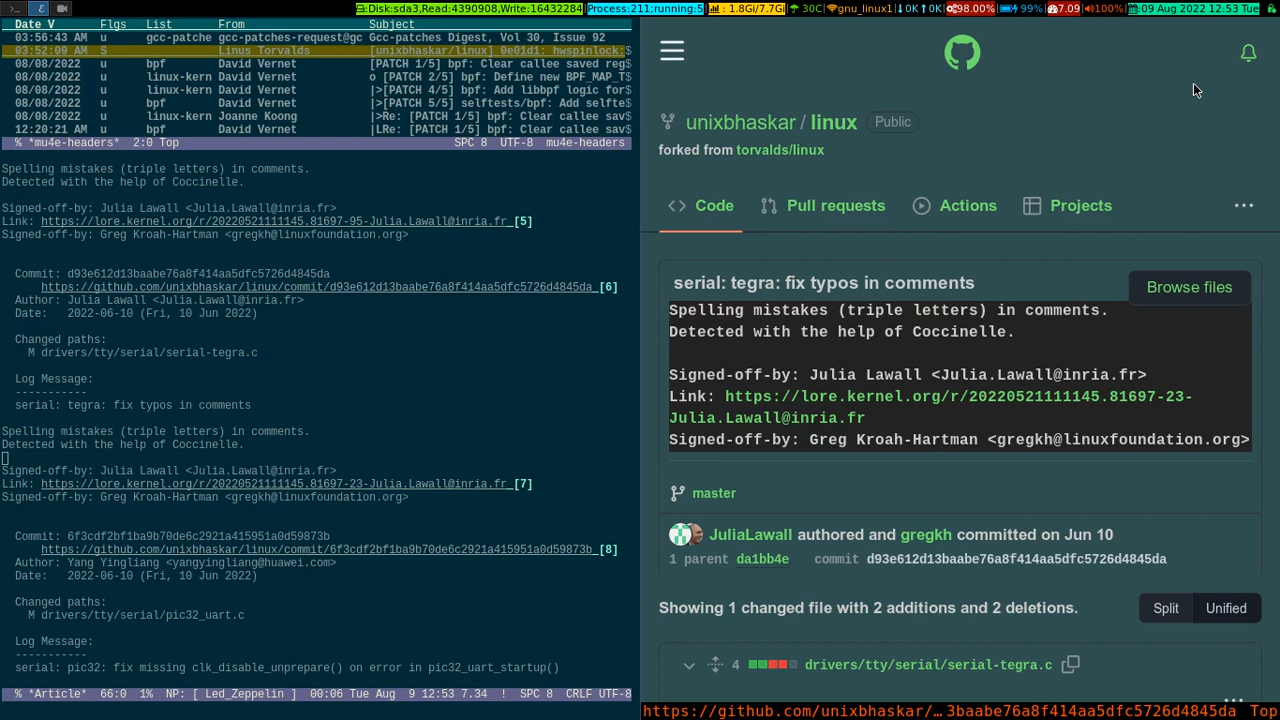 Disk:sda3,Read:4390908,Write:16432284 Process:211;running:5 : 1.8Gi/7.7Gi 30C gnu_linux1 0K 0K 98.00% 99% 7.09 100% :09 Aug 2022 12:53 Tue
Date V Flgs List From Subject
03:56:43 AM u gcc-patche gcc-patches-request@gc Gcc-patches Digest, Vol 30, Issue 92
03:52:09 AM S Linus Torvalds [unixbhaskar/linux] 0e01d1: hwspinlock:$
08/08/2022 u bpf David Vernet [PATCH 1/5] bpf: Clear callee saved reg$
08/08/2022 u linux-kern David Vernet o [PATCH 2/5] bpf: Define new BPF_MAP_T$
08/08/2022 u linux-kern David Vernet |>[PATCH 4/5] bpf: Add libbpf logic for$
08/08/2022 u bpf David Vernet |>[PATCH 5/5] selftests/bpf: Add selfte$
08/08/2022 u linux-kern Joanne Koong |>Re: [PATCH 1/5] bpf: Clear callee sav$
12:20:21 AM u bpf David Vernet |LRe: [PATCH 1/5] bpf: Clear callee sav$
% *mu4e-headers* 2:0 Top SPC 8 UTF-8 mu4e-headers
Spelling mistakes (triple letters) in comments.
Detected with the help of Coccinelle.
Signed-off-by: Julia Lawall <Julia.Lawall@inria.fr>
Link: https://lore.kernel.org/r/20220521111145.81697-95-Julia.Lawall@inria.fr [5]
Signed-off-by: Greg Kroah-Hartman <gregkh@linuxfoundation.org>
Commit: d93e612d13baabe76a8f414aa5dfc5726d4845da
https://github.com/unixbhaskar/linux/commit/d93e612d13baabe76a8f414aa5dfc5726d4845da [6]
Author: Julia Lawall <Julia.Lawall@inria.fr>
Date: 2022-06-10 (Fri, 10 Jun 2022)
Changed paths:
M drivers/tty/serial/serial-tegra.c
Log Message:
-----------
serial: tegra: fix typos in comments
Spelling mistakes (triple letters) in comments.
Detected with the help of Coccinelle.
Signed-off-by: Julia Lawall <Julia.Lawall@inria.fr>
Link: https://lore.kernel.org/r/20220521111145.81697-23-Julia.Lawall@inria.fr [7]
Signed-off-by: Greg Kroah-Hartman <gregkh@linuxfoundation.org>
Commit: 6f3cdf2bf1ba9b70de6c2921a415951a0d59873b
https://github.com/unixbhaskar/linux/commit/6f3cdf2bf1ba9b70de6c2921a415951a0d59873b [8]
Author: Yang Yingliang <yangyingliang@huawei.com>
Date: 2022-06-10 (Fri, 10 Jun 2022)
Changed paths:
M drivers/tty/serial/pic32_uart.c
Log Message:
-----------
serial: pic32: fix missing clk_disable_unprepare() on error in pic32_uart_startup()
% *Article* 66:0 1% NP: [ Led_Zeppelin ] 00:06 Tue Aug 9 12:53 7.34 ! SPC 8 CRLF UTF-8
unixbhaskar / linux Public
forked from torvalds/linux
Code Pull requests Actions Projects ...
serial: tegra: fix typos in comments
Browse files
Spelling mistakes (triple letters) in comments.
Detected with the help of Coccinelle.
Signed-off-by: Julia Lawall <Julia.Lawall@inria.fr>
Link: https://lore.kernel.org/r/20220521111145.81697-23-
Julia.Lawall@inria.fr
Signed-off-by: Greg Kroah-Hartman <gregkh@linuxfoundation.org>
master
JuliaLawall authored and gregkh committed on Jun 10
1 parent da1bb4e commit d93e612d13baabe76a8f414aa5dfc5726d4845da
Showing 1 changed file with 2 additions and 2 deletions.
Split Unified
4 drivers/tty/serial/serial-tegra.c
https://github.com/unixbhaskar/…3baabe76a8f414aa5dfc5726d4845da Top